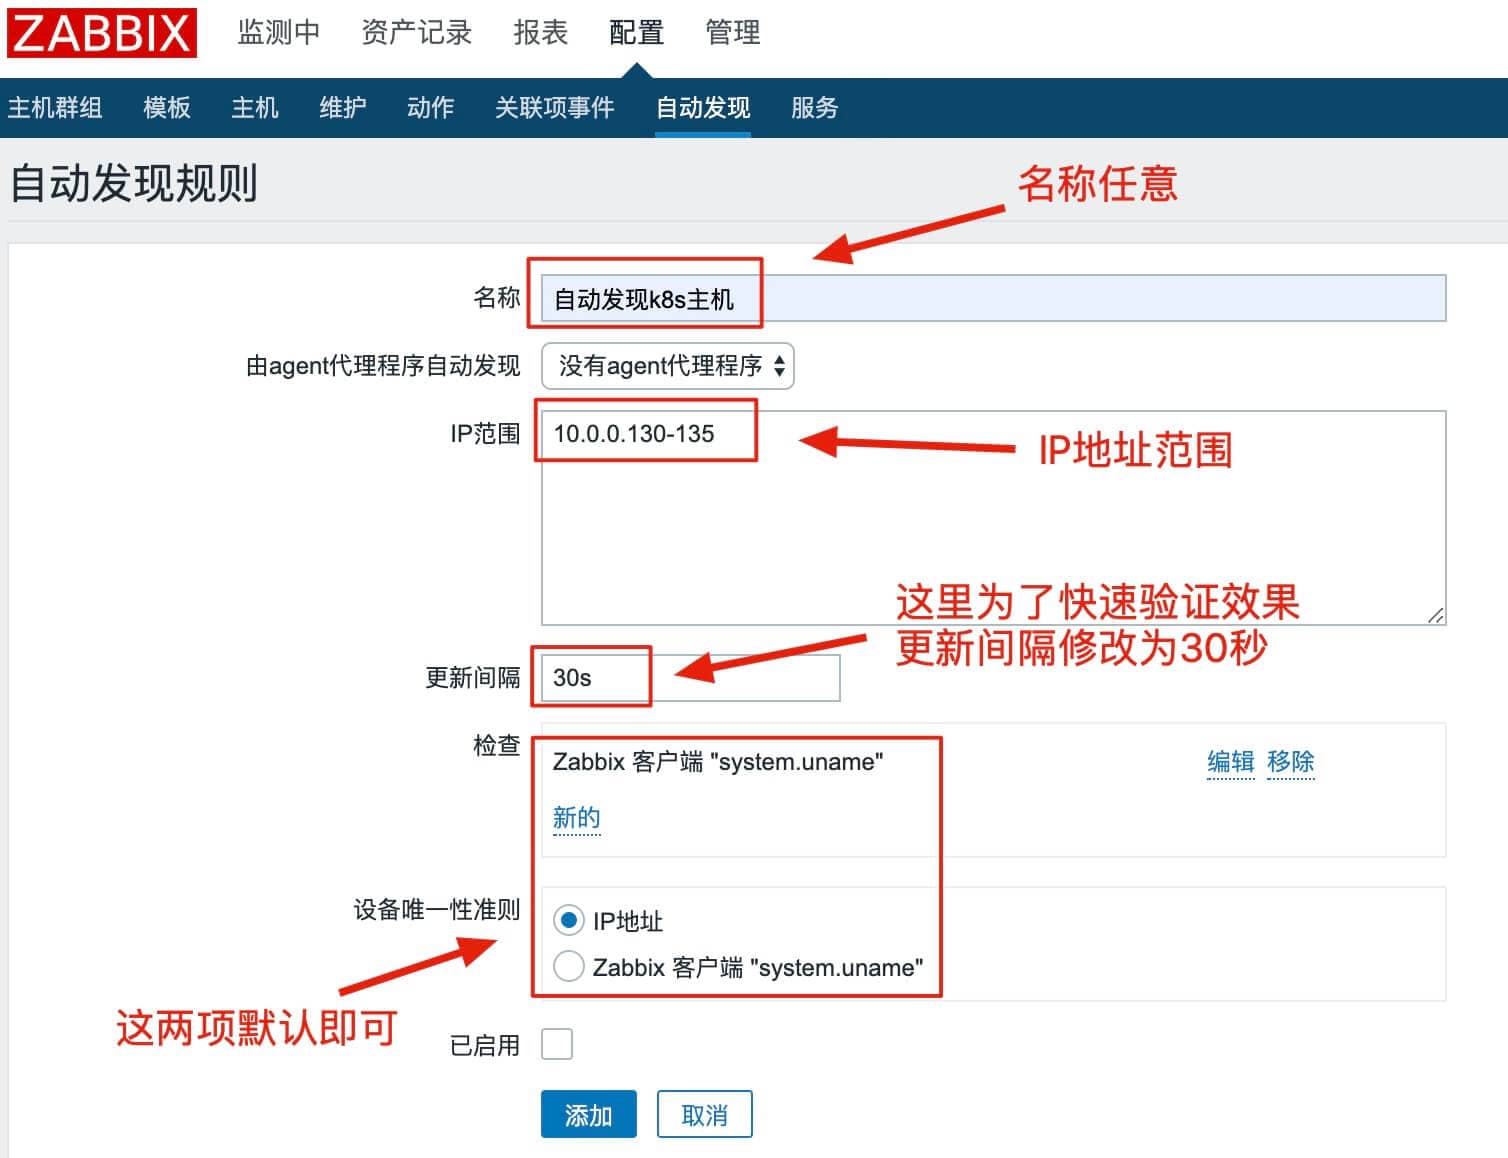 ZABBIX 监测中 资产记录 报表 配置 管理
主机群组 模板 主机 维护 动作 关联项事件 自动发现 服务
自动发现规则
名称任意
名称 自动发现k8s主机
由agent代理程序自动发现 没有agent代理程序
IP范围 10.0.0.130-135
IP地址范围
这里为了快速验证效果
更新间隔修改为30秒
更新间隔 30s
检查 Zabbix 客户端 "system.uname" 编辑 移除
新的
设备唯一性准则 IP地址
Zabbix 客户端 "system.uname"
这两项默认即可
已启用
添加 取消